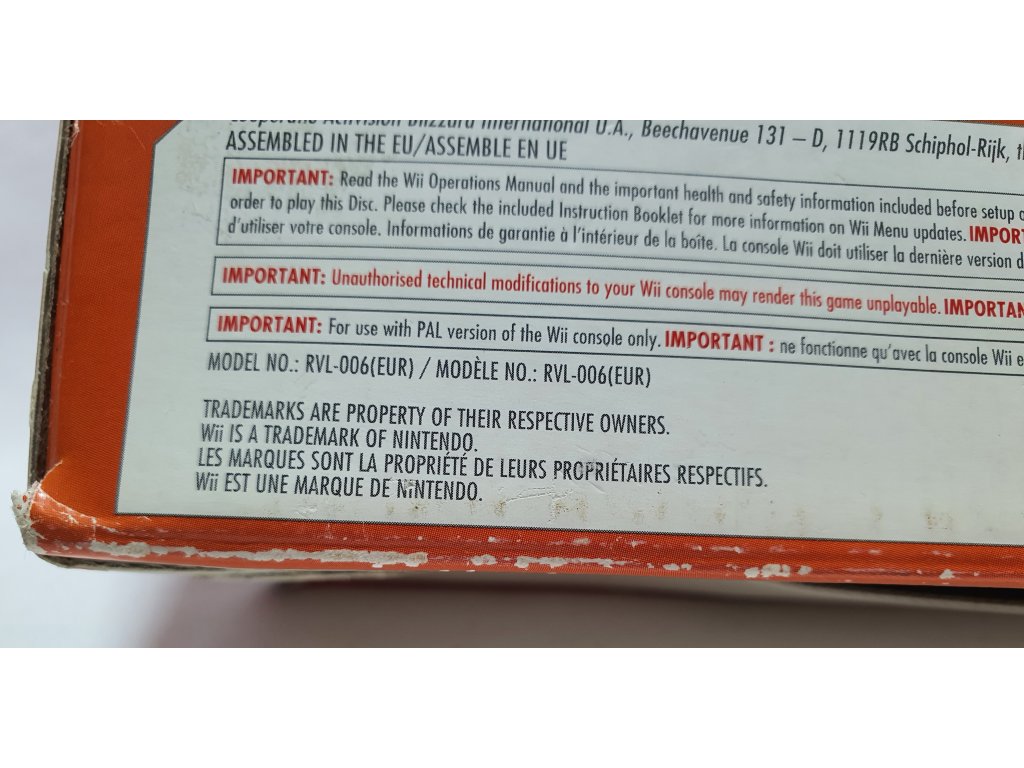 Coöperatie Activision Blizzard International U.A., Beechavenue 131 – D, 1119RB Schiphol-Rijk,
ASSEMBLED IN THE EU/ASSEMBLE EN UE
IMPORTANT: Read the Wii Operations Manual and the important health and safety information included before setup
order to play this Disc. Please check the included Instruction Booklet for more information on Wii Menu updates. IMPOR
d'utiliser votre console. Informations de garantie à l'intérieur de la boîte. La console Wii doit utiliser la dernière version d
IMPORTANT: Unauthorised technical modifications to your Wii console may render this game unplayable. IMPORTAN
IMPORTANT: For use with PAL version of the Wii console only. IMPORTANT : ne fonctionne qu'avec la console Wii e
MODEL NO.: RVL-006(EUR) / MODÈLE NO.: RVL-006(EUR)
TRADEMARKS ARE PROPERTY OF THEIR RESPECTIVE OWNERS.
Wii IS A TRADEMARK OF NINTENDO.
LES MARQUES SONT LA PROPRIÉTÉ DE LEURS PROPRIÉTAIRES RESPECTIFS.
Wii EST UNE MARQUE DE NINTENDO.